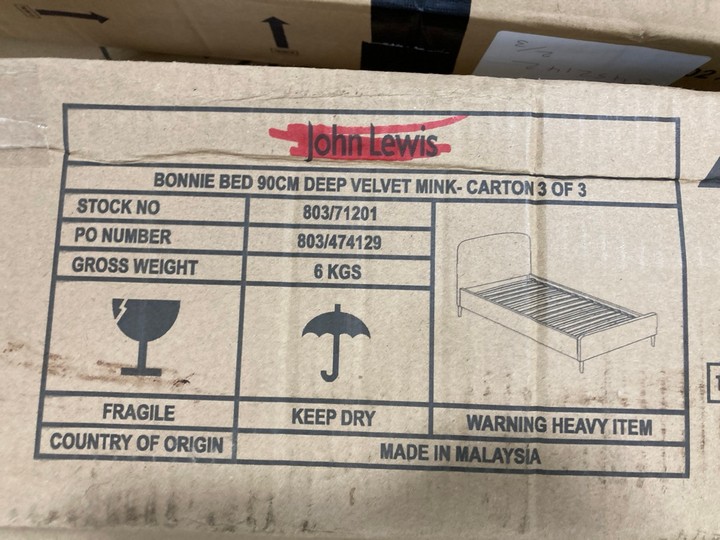 John Lewis
BONNIE BED 90CM DEEP VELVET MINK- CARTON 3 OF 3
STOCK NO 803/71201
PO NUMBER 803/474129
GROSS WEIGHT 6 KGS
FRAGILE KEEP DRY WARNING HEAVY ITEM
COUNTRY OF ORIGIN MADE IN MALAYSIA